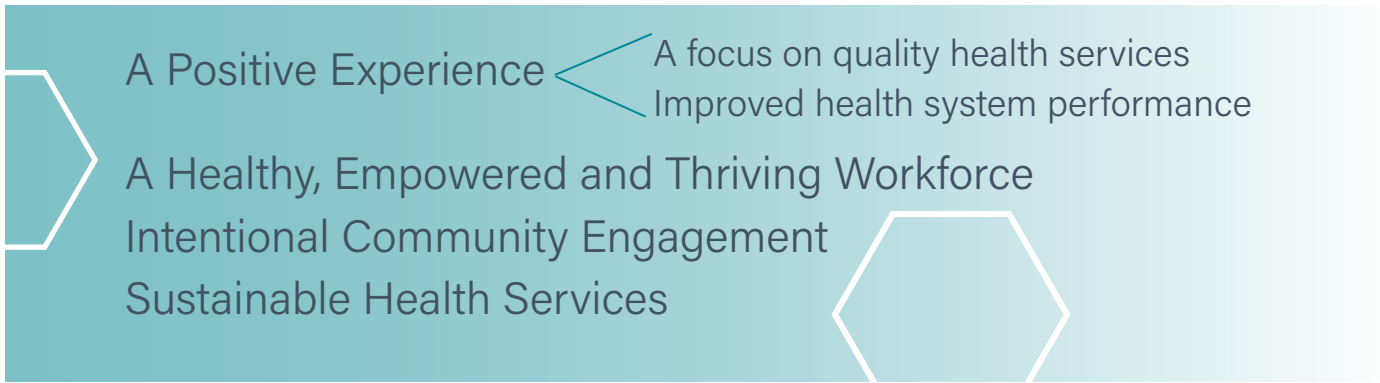 A Positive Experience
A focus on quality health services
Improved health system performance
A Healthy, Empowered and Thriving Workforce
Intentional Community Engagement
Sustainable Health Services